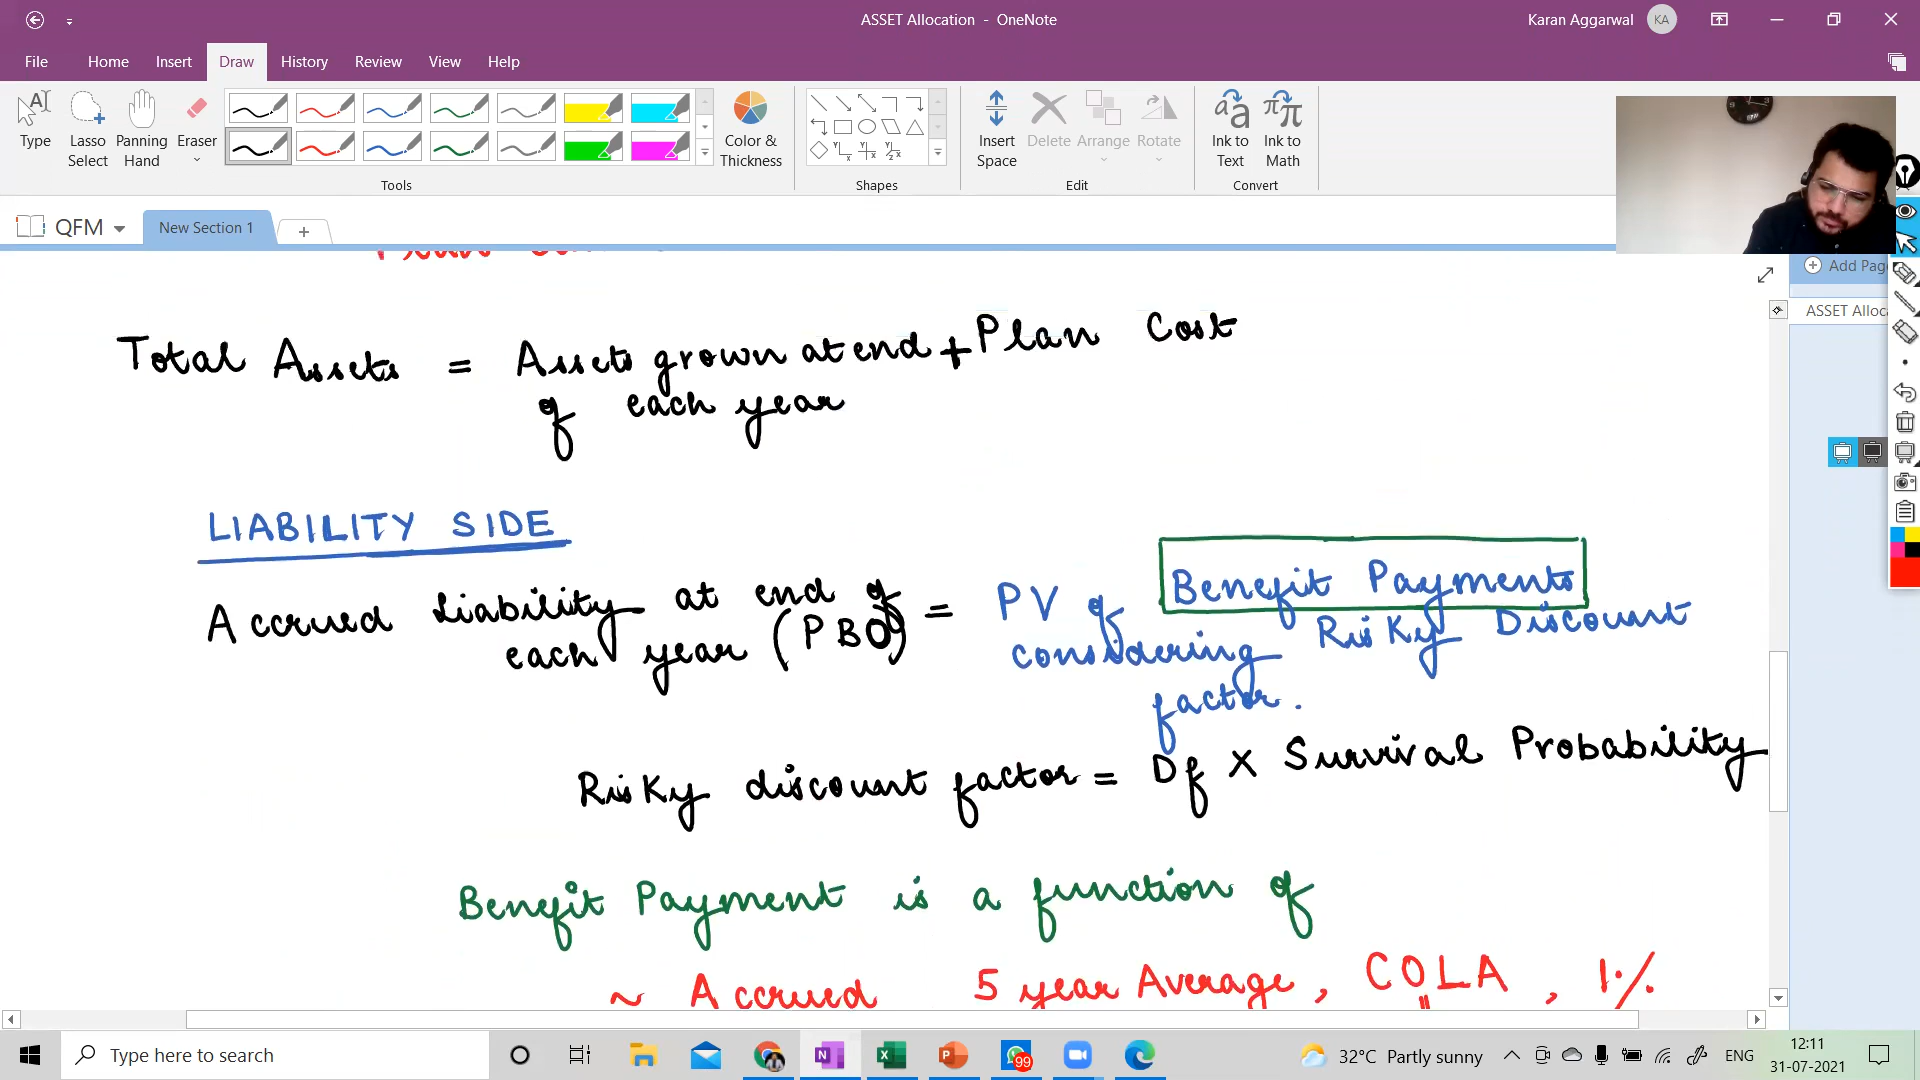 ASSET Allocation - OneNote
Karan Aggarwal KA
File Home Insert Draw History Review View Help
Type
Lasso Select
Panning Hand
Eraser
Color & Thickness
Insert Space
Delete Arrange Rotate
Ink to Text
Ink to Math
Tools Shapes Edit Convert
QFM New Section 1
Add Pag
ASSET Alloca
Total Assets = Assets grown at end + Plan Cost
of each year
LIABILITY SIDE
Accrued Liability at end of = PV of Benefit Payments
each year (PBO) considering Risky Discount
factor.
Risky discount factor = Df X Survival Probability
Benefit Payment is a function of
~ Accrued 5 year Average, COLA, 1%
Type here to search
99
32°C Partly sunny
ENG
12:11
31-07-2021